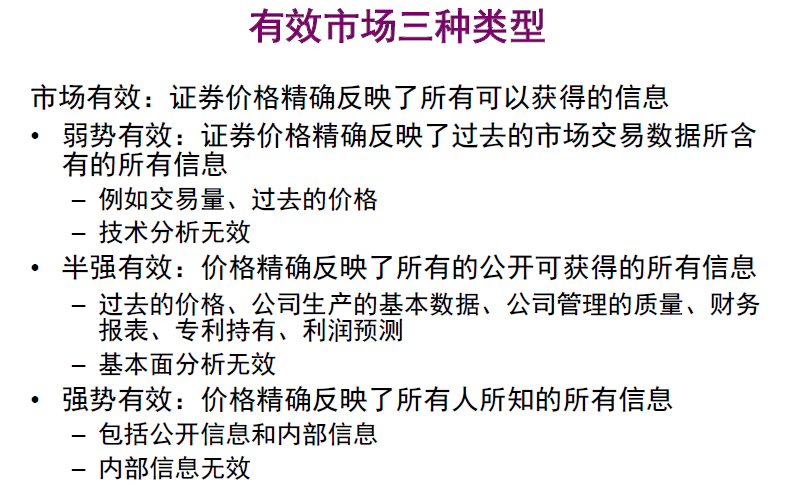 有效市场三种类型
市场有效：证券价格精确反映了所有可以获得的信息
• 弱势有效：证券价格精确反映了过去的市场交易数据所含
有的所有信息
– 例如交易量、过去的价格
– 技术分析无效
• 半强有效：价格精确反映了所有的公开可获得的所有信息
– 过去的价格、公司生产的基本数据、公司管理的质量、财务
报表、专利持有、利润预测
– 基本面分析无效
• 强势有效：价格精确反映了所有人所知的所有信息
– 包括公开信息和内部信息
– 内部信息无效